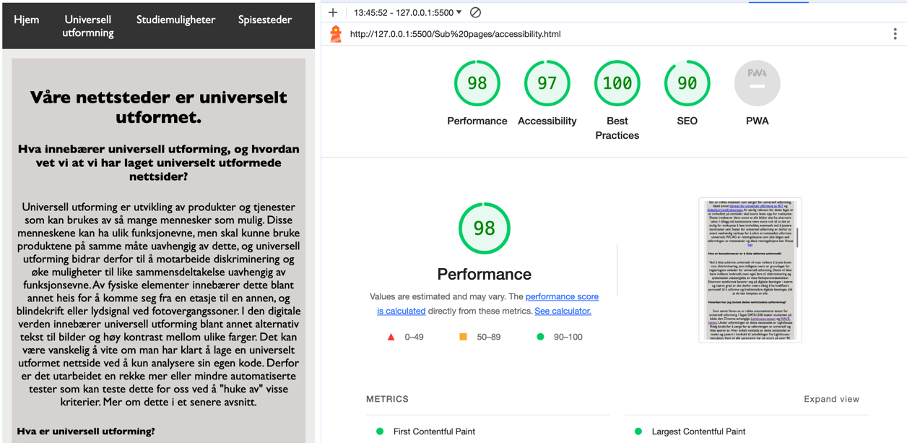 Hjem
Universell
utformning
Studiemuligheter
Spisesteder
Våre nettsteder er universelt
utformet.
Hva innebærer universell utforming, og hvordan
vet vi at vi har laget universelt utformede
nettsider?
Universell utforming er utvikling av produkter og tjenester
som kan brukes av så mange mennesker som mulig. Disse
menneskene kan ha ulik funksjonevne, men skal kunne bruke
produktene på samme måte uavhengig av dette, og universell
utforming bidrar derfor til å motarbeide diskriminering og
øke muligheter til like sammensdeltakelse uavhengig av
funksjonsevne. Av fysiske elementer innebærer dette blant
annet heis for å komme seg fra en etasje til en annen, og
blindekrift eller lydsignal ved fotovergangssoner. I den digitale
verden innebærer universell utforming blant annet alternativ
tekst til bilder og høy kontrast mellom ulike farger. Det kan
være vanskelig å vite om man har klart å lage en universelt
utformet nettside ved å kun analysere sin egen kode. Derfor
er det utarbeidet en rekke mer eller mindre automatiserte
tester som kan teste dette for oss ved å "huke av" visse
kriterier. Mer om dette i et senere avsnitt.
Hva er universell utforming?
13:45:52 - 127.0.0.1:5500
http://127.0.0.1:5500/Sub%20pages/accessibility.html
98
97
100
90
PWA
Performance
Accessibility
Best
Practices
SEO
PWA
98
Performance
Values are estimated and may vary. The performance score
is calculated directly from these metrics. See calculator.
0–49
50–89
90–100
METRICS
Expand view
First Contentful Paint
Largest Contentful Paint